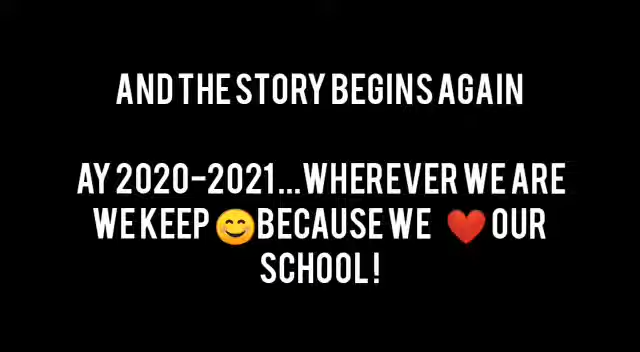 AND THE STORY BEGINS AGAIN
AY 2020-2021...WHEREVER WE ARE
WE KEEP 😊 BECAUSE WE ❤️ OUR
SCHOOL!